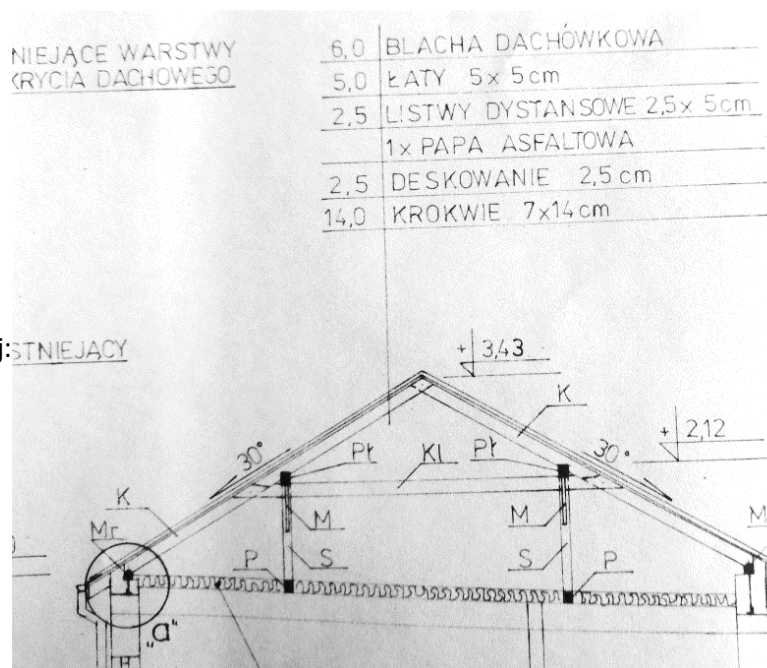 NIEJĄCE WARSTWY
KRYCIA DACHOWEGO
6,0 BLACHA DACHÓWKOWA
5,0 ŁATY 5x5cm
2,5 LISTWY DYSTANSOWE 2,5x5cm
1x PAPA ASFALTOWA
2,5 DESKOWANIE 2,5cm
14,0 KROKWIE 7x14cm
j:
STNIEJĄCY
+ 3,43
K
+ 2,12
30°
PŁ
Kl
PŁ
30°
K
M
M
M
Mr
P
S
S
P
"a"
H